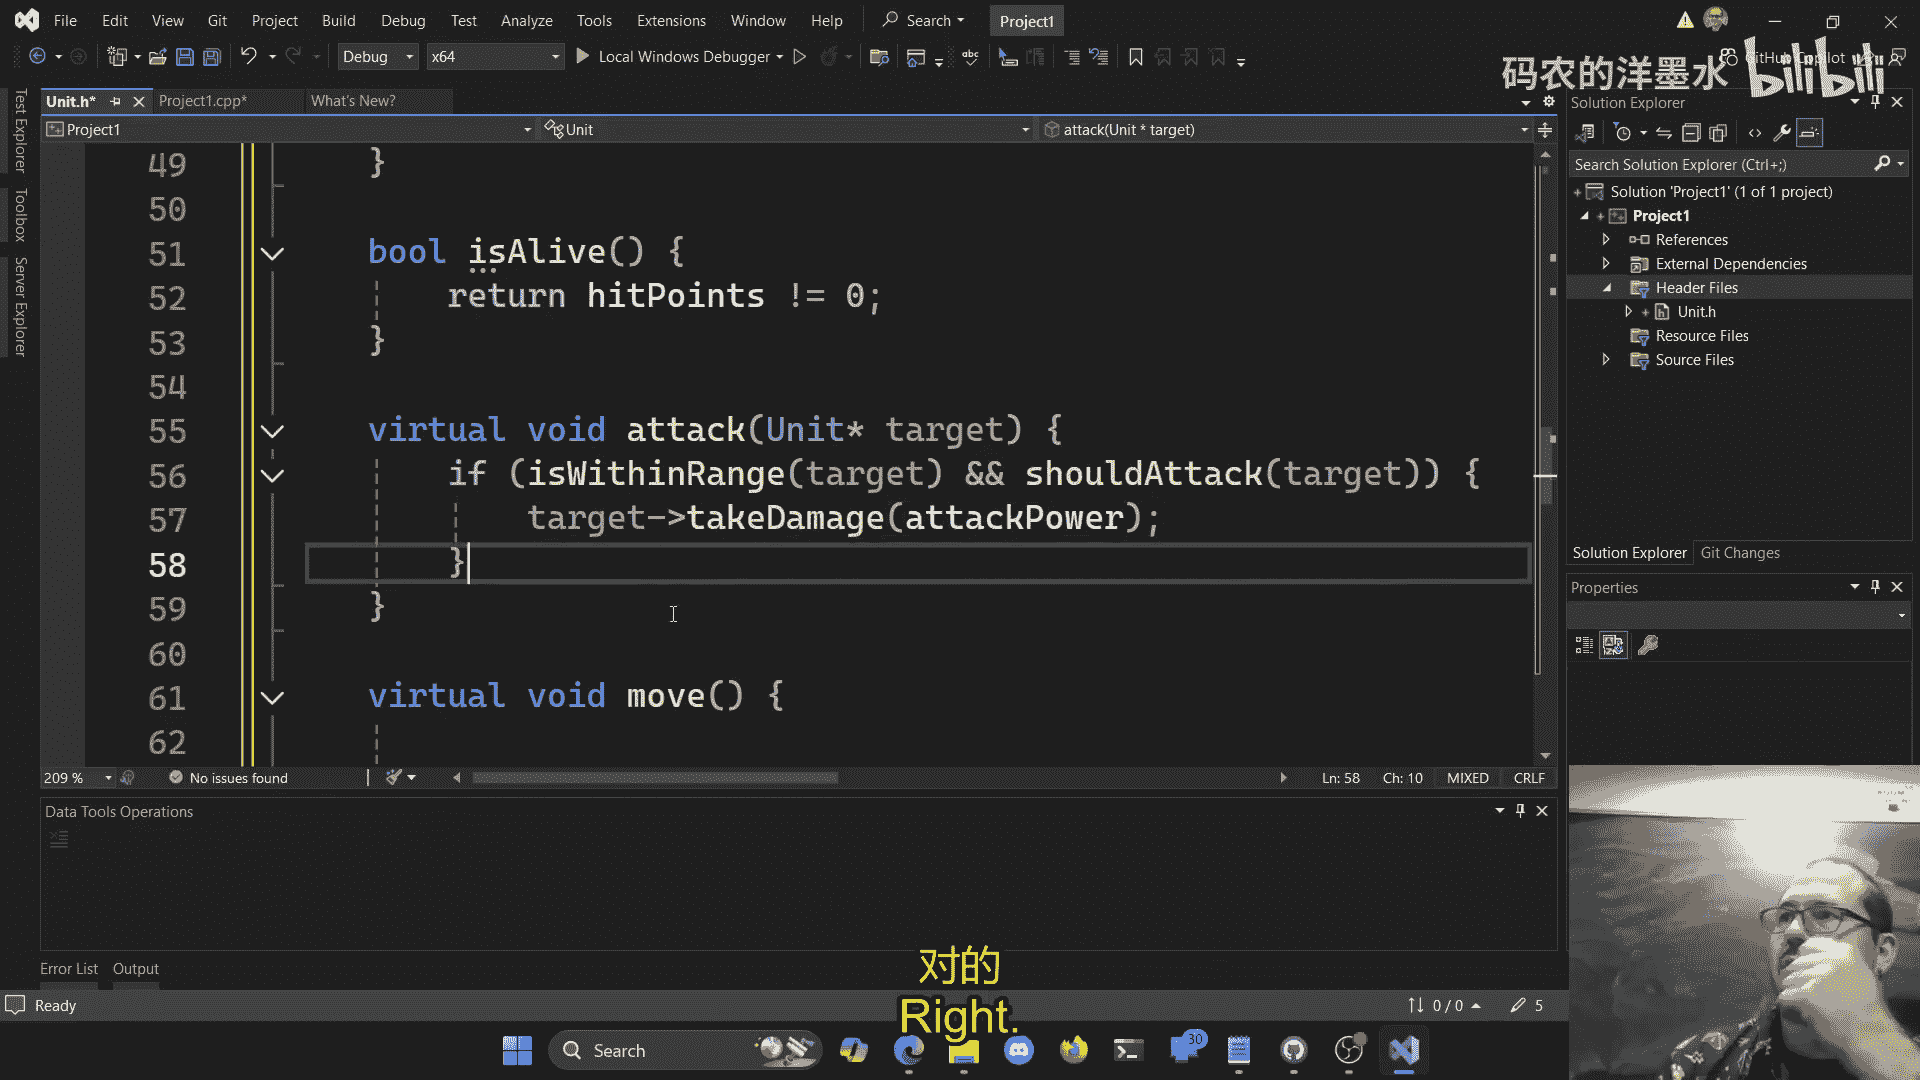 File Edit View Git Project Build Debug Test Analyze Tools Extensions Window Help Search Project1
Debug x64 Local Windows Debugger
码农的洋墨水 bilibili
Unit.h* Project1.cpp* What's New?
Project1 Unit attack(Unit * target)
Test Explorer
Toolbox
Server Explorer
49 }
50
51 bool isAlive() {
52 return hitPoints != 0;
53 }
54
55 virtual void attack(Unit* target) {
56 if (isWithinRange(target) && shouldAttack(target)) {
57 target->takeDamage(attackPower);
58 }
59 }
60
61 virtual void move() {
62
209 % No issues found Ln: 58 Ch: 10 MIXED CRLF
Solution Explorer
Search Solution Explorer (Ctrl+;)
Solution 'Project1' (1 of 1 project)
Project1
References
External Dependencies
Header Files
Unit.h
Resource Files
Source Files
Solution Explorer Git Changes
Properties
Data Tools Operations
Error List Output
Ready 0 / 0 5
对的
Right.
Search
30